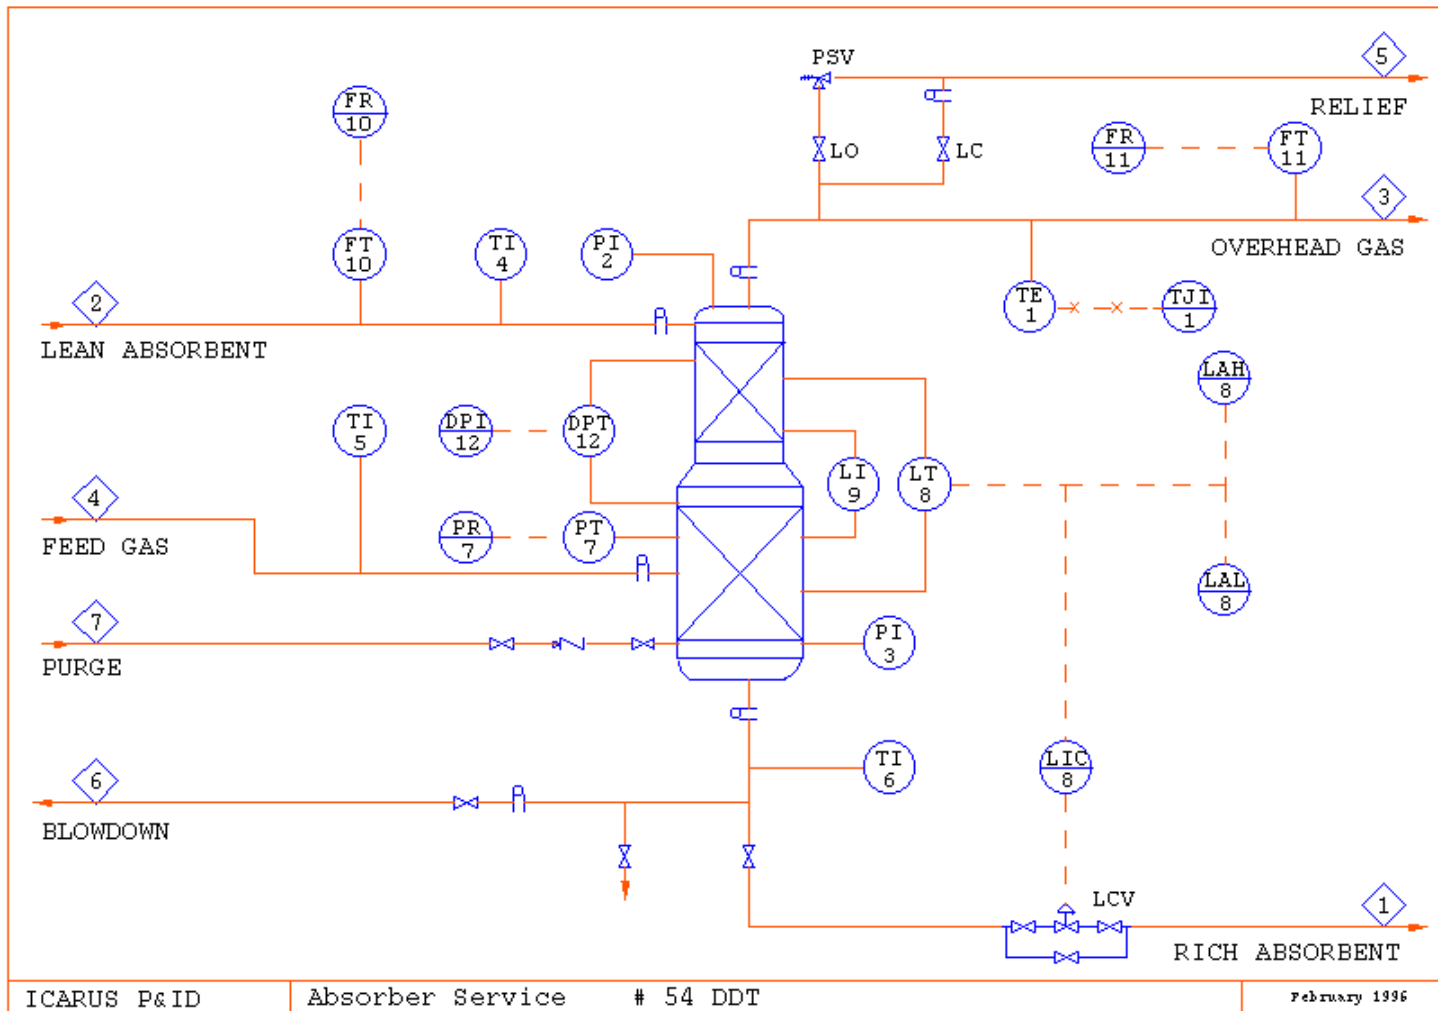 PSV
5
RELIEF
FR
10
LO
LC
FR
11
FT
11
3
OVERHEAD GAS
FT
10
TI
4
PI
2
2
LEAN ABSORBENT
TE
1
TJI
1
LAH
8
TI
5
DPI
12
DPT
12
LI
9
LT
8
4
FEED GAS
PR
7
PT
7
LAL
8
7
PURGE
PI
3
6
BLOWDOWN
TI
6
LIC
8
LCV
1
RICH ABSORBENT
ICARUS P&ID
Absorber Service # 54 DDT
February 1996